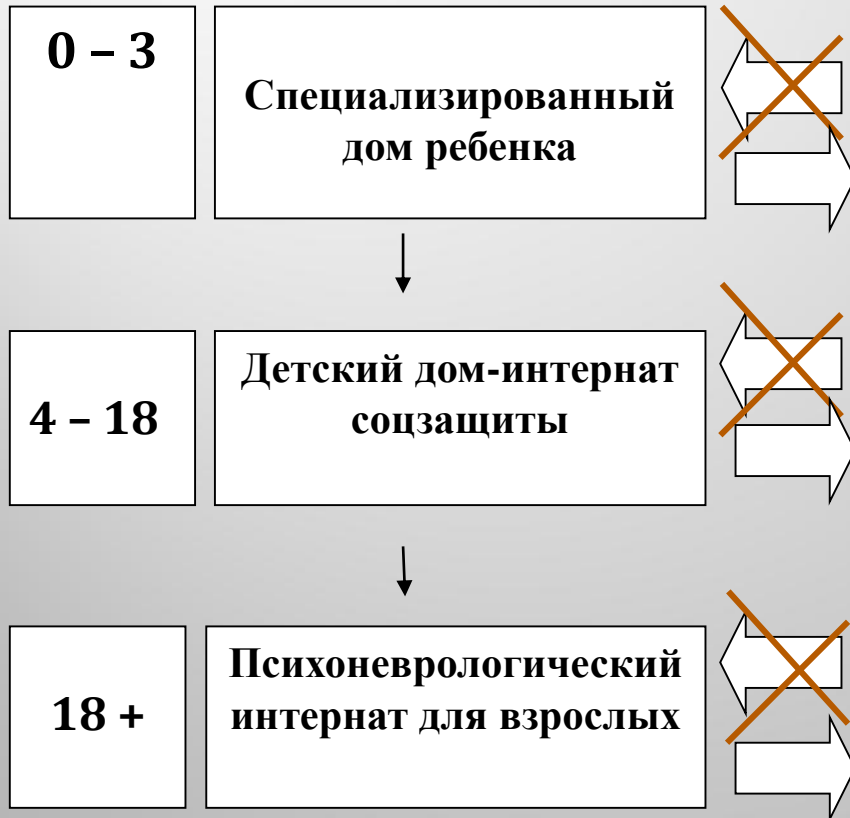 0 – 3
Специализированный
дом ребенка
4 – 18
Детский дом-интернат
соцзащиты
18 +
Психоневрологический
интернат для взрослых